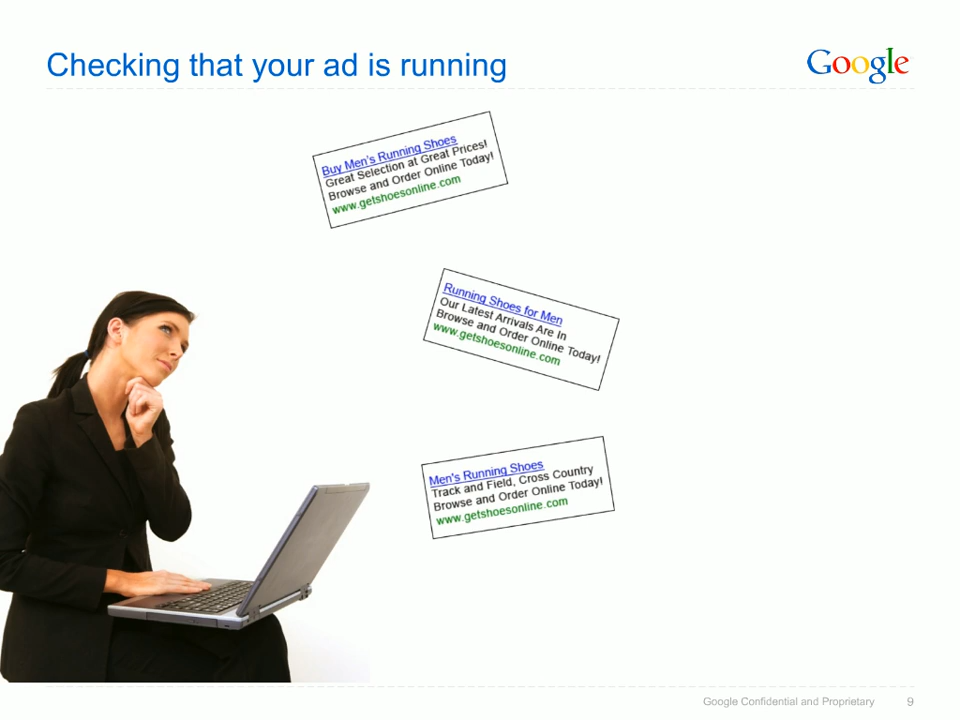 Checking that your ad is running
Google
Buy Men's Running Shoes
Great Selection at Great Prices!
Browse and Order Online Today!
www.getshoesonline.com
Running Shoes for Men
Our Latest Arrivals Are In
Browse and Order Online Today!
www.getshoesonline.com
Men's Running Shoes
Track and Field, Cross Country
Browse and Order Online Today!
www.getshoesonline.com
Google Confidential and Proprietary
9